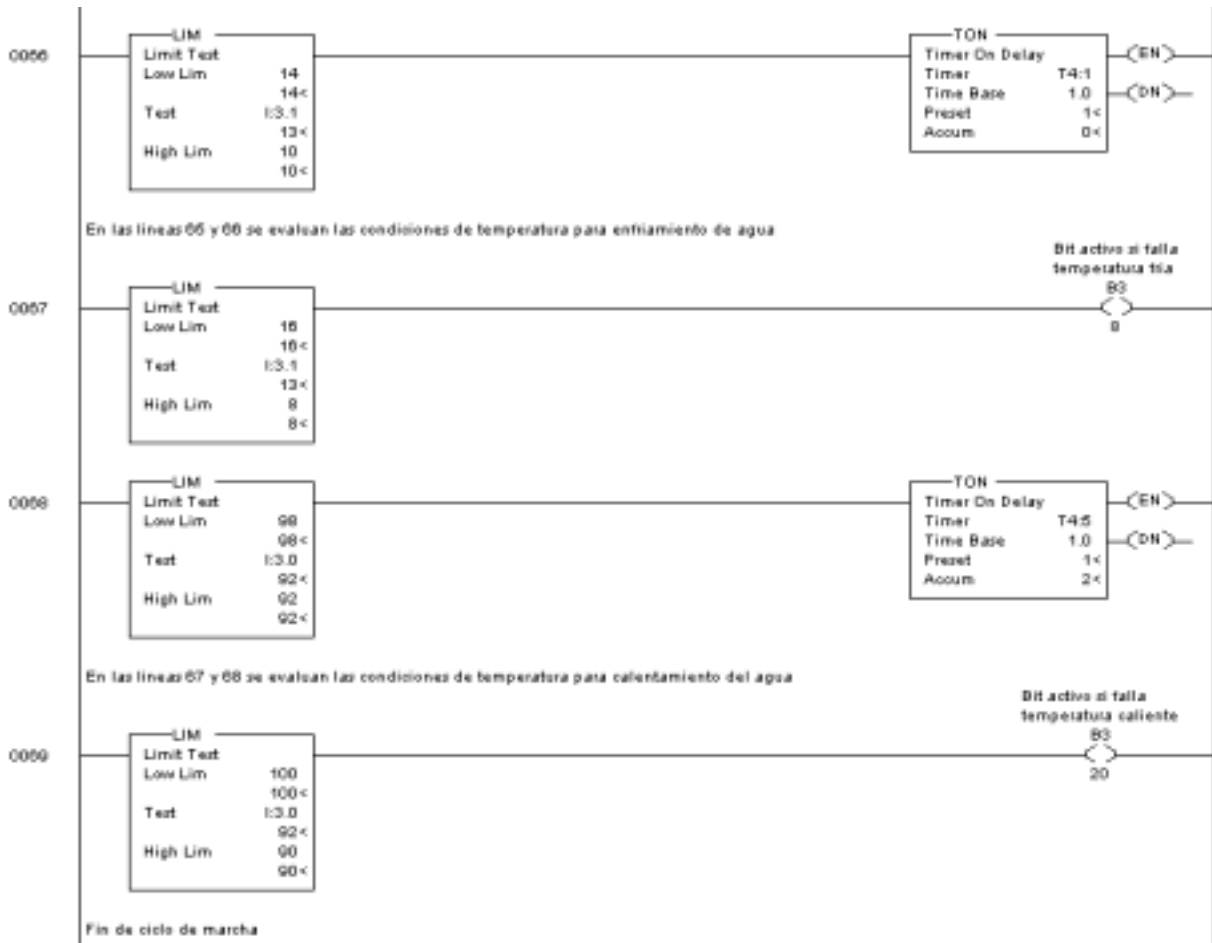 0066
LIM
Limit Test
Low Lim 14
14<
Test I:3.1
13<
High Lim 10
10<
TON
Timer On Delay
Timer T4:1
Time Base 1.0
Preset 1<
Accum 0<
EN
DN
En las lineas 65 y 66 se evaluan las condiciones de temperatura para enfriamiento de agua
Bit activo si falla
temperatura fria
B3
8
0067
LIM
Limit Test
Low Lim 16
16<
Test I:3.1
13<
High Lim 8
8<
0068
LIM
Limit Test
Low Lim 98
98<
Test I:3.0
92<
High Lim 92
92<
TON
Timer On Delay
Timer T4:5
Time Base 1.0
Preset 1<
Accum 2<
EN
DN
En las lineas 67 y 68 se evaluan las condiciones de temperatura para calentamiento del agua
Bit activo si falla
temperatura caliente
B3
20
0069
LIM
Limit Test
Low Lim 100
100<
Test I:3.0
92<
High Lim 90
90<
Fin de ciclo de marcha